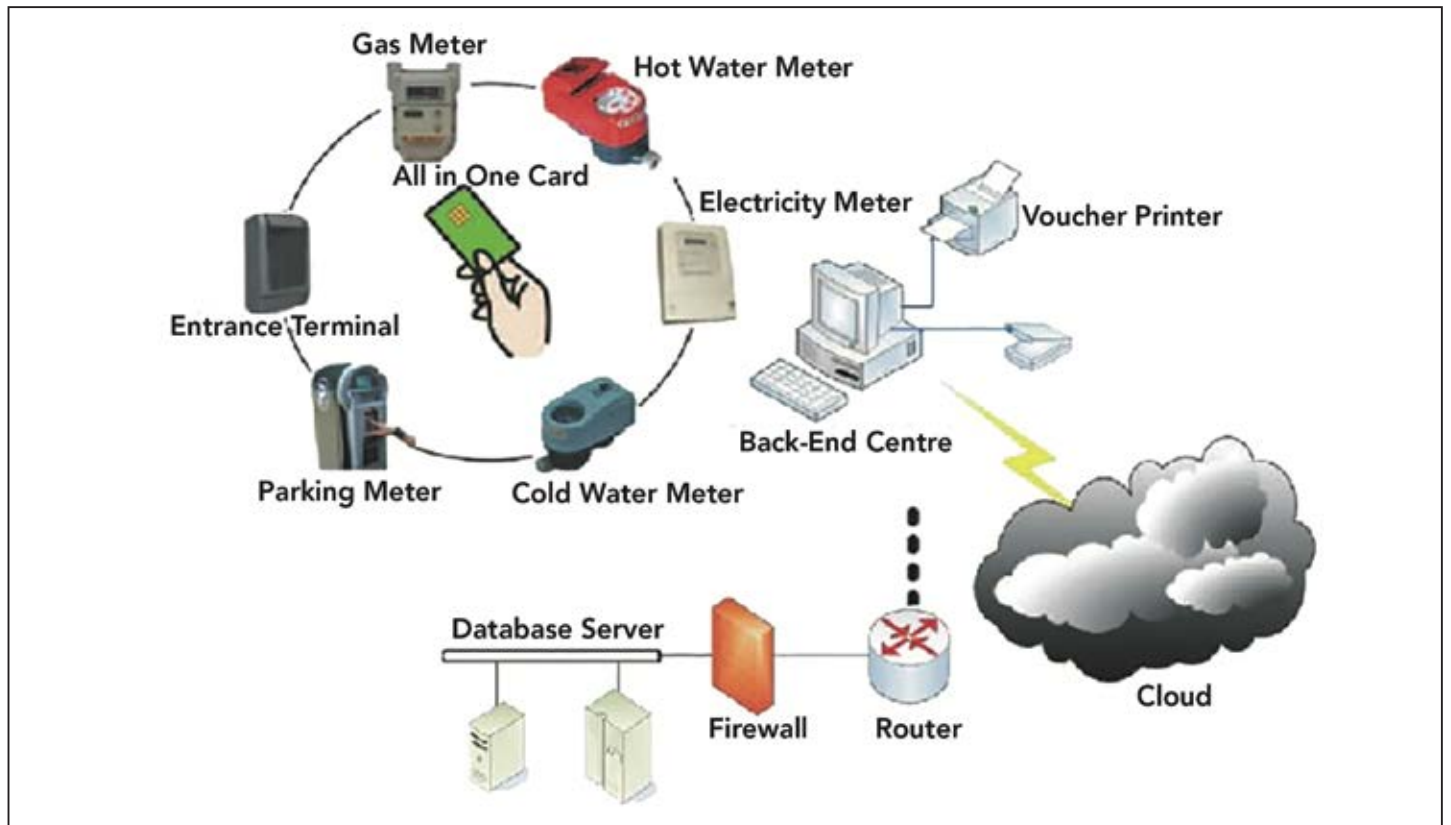 Gas Meter
Hot Water Meter
All in One Card
Electricity Meter
Voucher Printer
Entrance Terminal
Back-End Centre
Parking Meter
Cold Water Meter
Database Server
Firewall
Router
Cloud